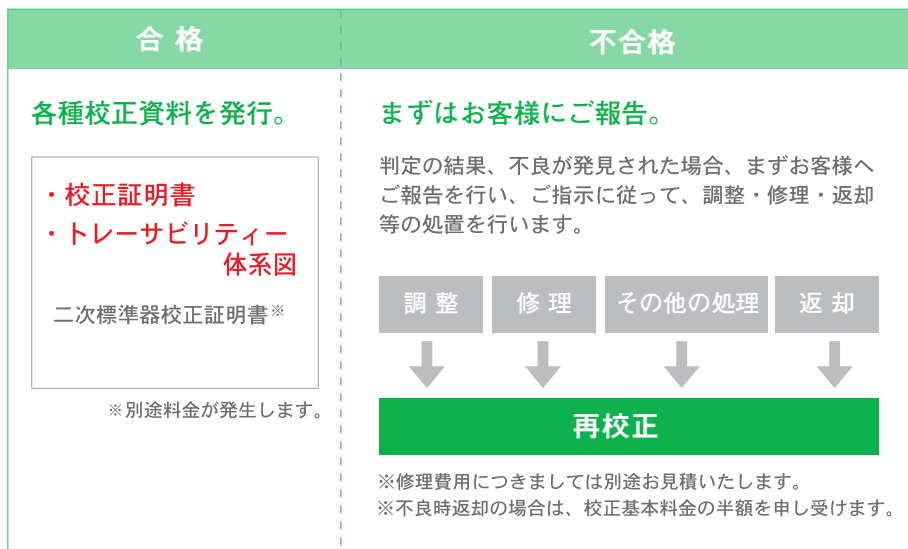 合格
各種校正資料を発行。
・校正証明書
・トレーサビリティー
体系図
二次標準器校正証明書※
※別途料金が発生します。
不合格
まずはお客様にご報告。
判定の結果、不良が発見された場合、まずお客様へ
ご報告を行い、ご指示に従って、調整・修理・返却
等の処置を行います。
調整
修理
その他の処理
返却
再校正
※修理費用につきましては別途お見積いたします。
※不良時返却の場合は、校正基本料金の半額を申し受けます。